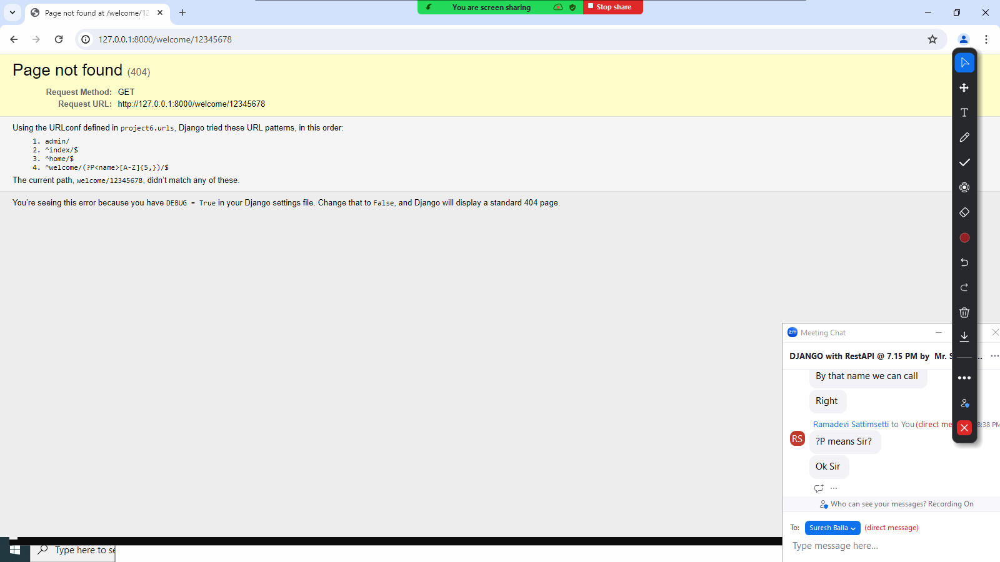 Page not found at /welcome/12
You are screen sharing
Stop share
127.0.0.1:8000/welcome/12345678
Page not found (404)
Request Method: GET
Request URL: http://127.0.0.1:8000/welcome/12345678
Using the URLconf defined in project6.urls, Django tried these URL patterns, in this order:
1. admin/
2. ^index/$
3. ^home/$
4. ^welcome/(?P<name>[A-Z]{5,})/$
The current path, welcome/12345678, didn't match any of these.
You're seeing this error because you have DEBUG = True in your Django settings file. Change that to False, and Django will display a standard 404 page.
T
zm Meeting Chat
DJANGO with RestAPI @ 7.15 PM by Mr. S
By that name we can call
Right
Ramadevi Sattimsetti to You (direct me 8:38 PM
RS
?P means Sir?
Ok Sir
Who can see your messages? Recording On
To: Suresh Balla (direct message)
Type message here...
Type here to se